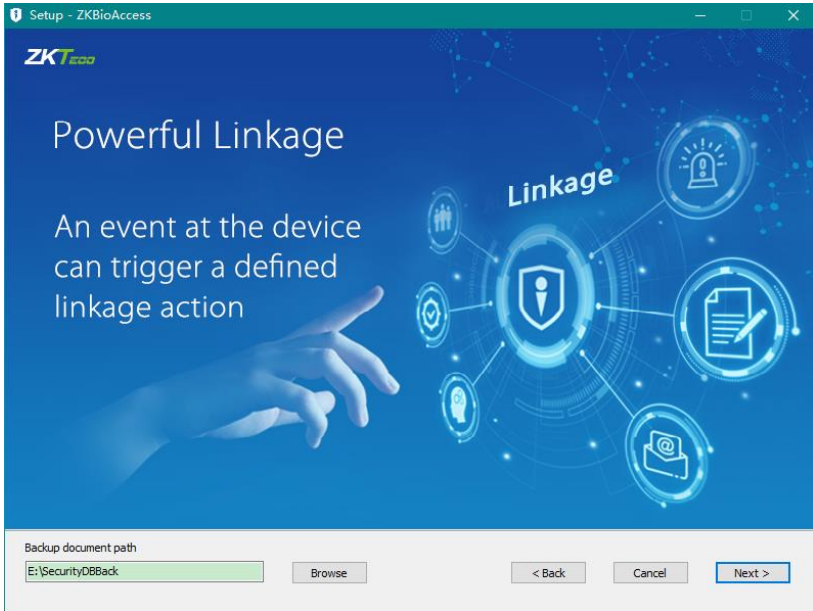 Setup - ZKBioAccess
ZKTeco
Powerful Linkage
Linkage
An event at the device
can trigger a defined
linkage action
@
Backup document path
E:\SecurityDBBack
Browse
< Back
Cancel
Next >